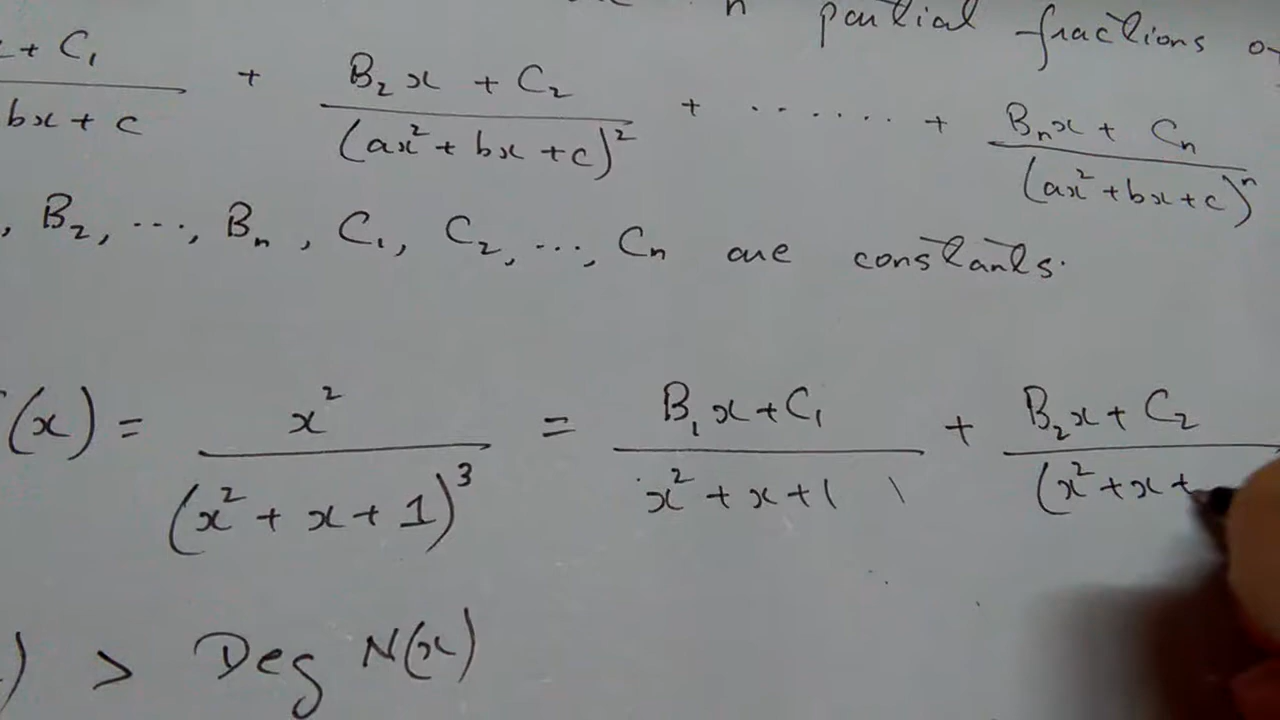 n partial fractions
+ C₁ / bx + c + B₂x + C₂ / (ax² + bx + c)² + ...... + Bₙx + Cₙ / (ax² + bx + c)ⁿ
, B₂, ..., Bₙ, C₁, C₂, ..., Cₙ are constants.
(x) = x² / (x² + x + 1)³ = B₁x + C₁ / x² + x + 1 + B₂x + C₂ / (x² + x +
) > Deg N(x)